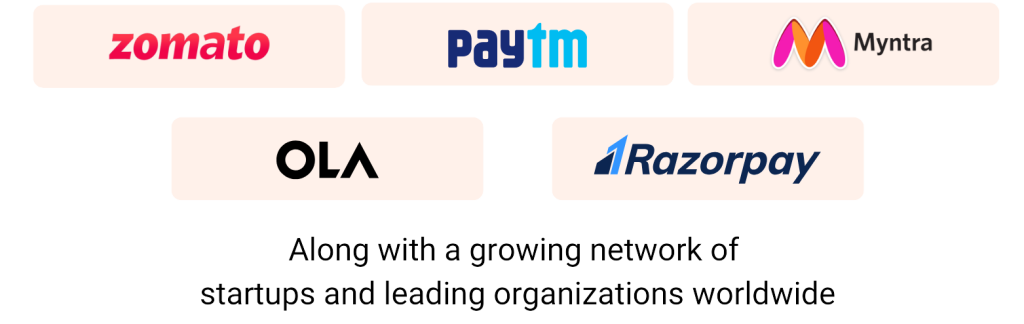 zomato
paytm
Myntra
OLA
Razorpay
Along with a growing network of
startups and leading organizations worldwide